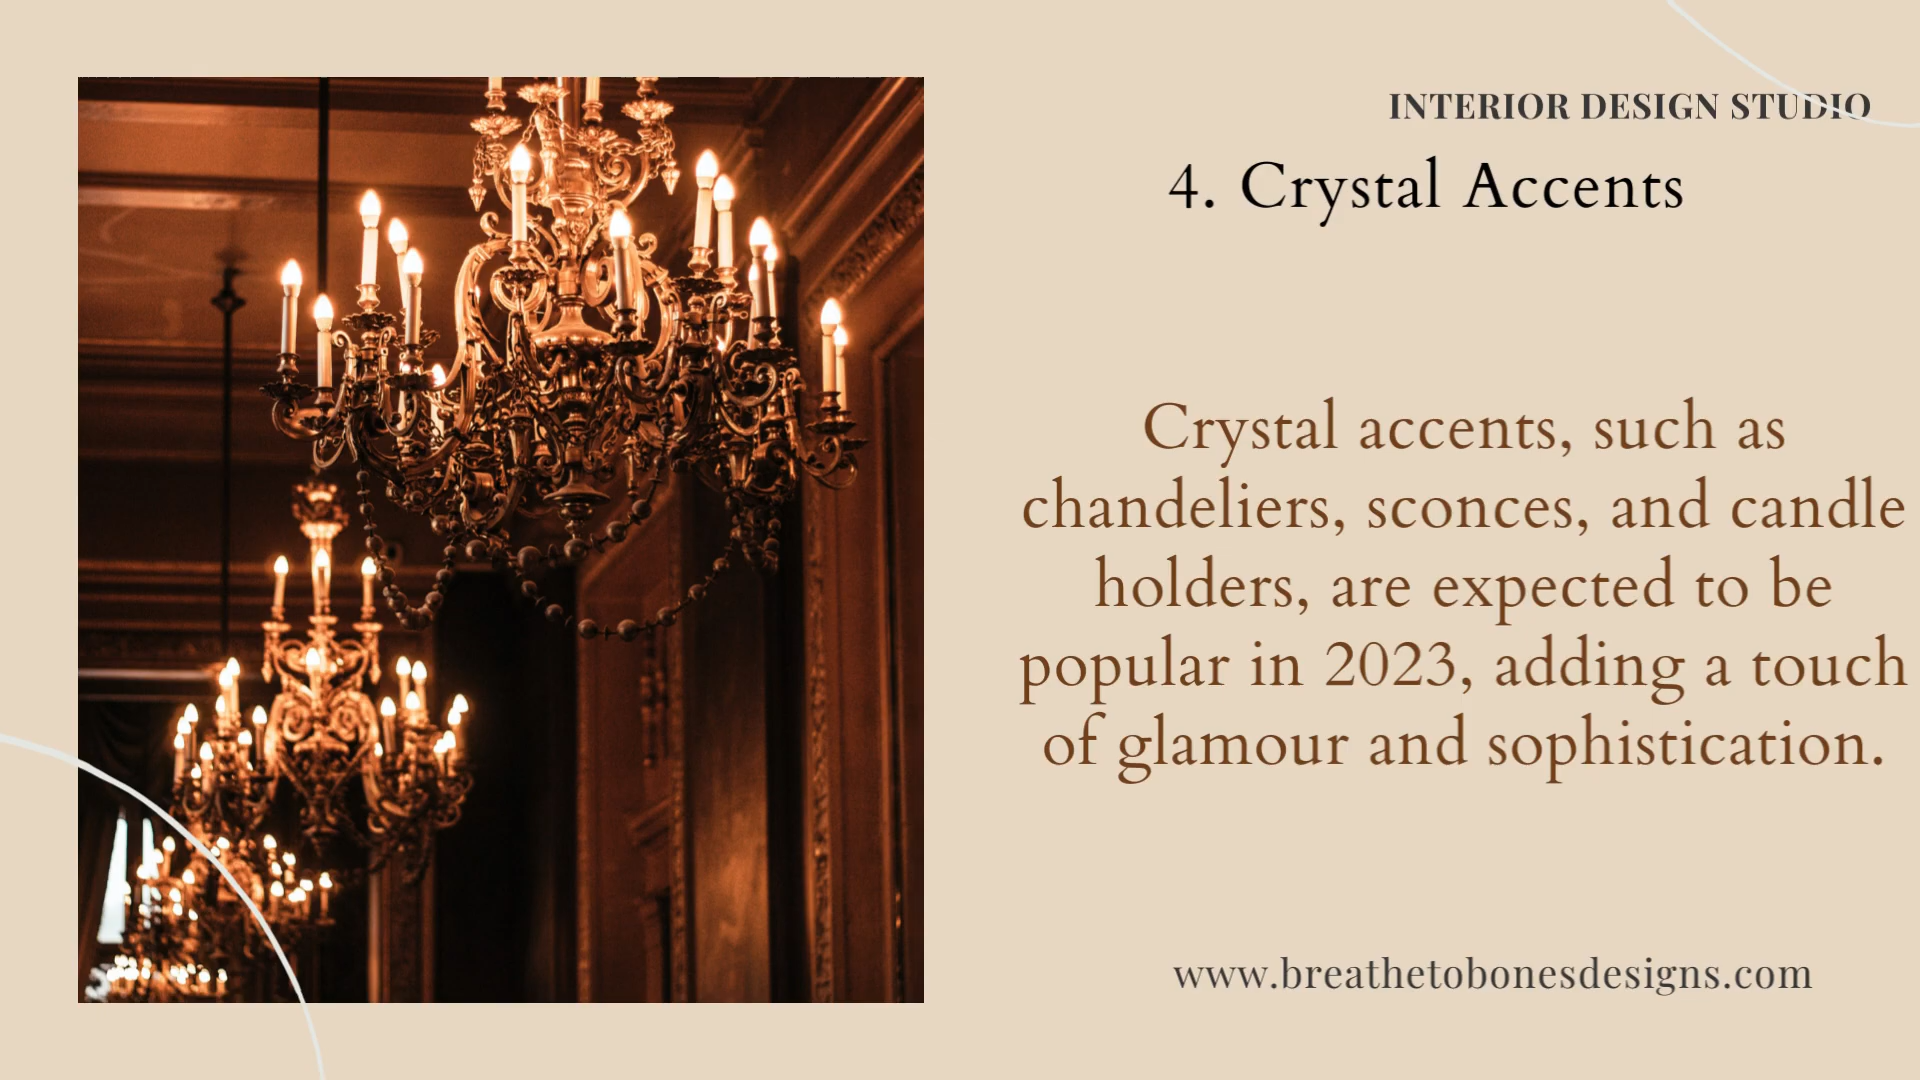 INTERIOR DESIGN STUDIO
4. Crystal Accents
Crystal accents, such as
chandeliers, sconces, and candle
holders, are expected to be
popular in 2023, adding a touch
of glamour and sophistication.
www.breathetobonesdesigns.com